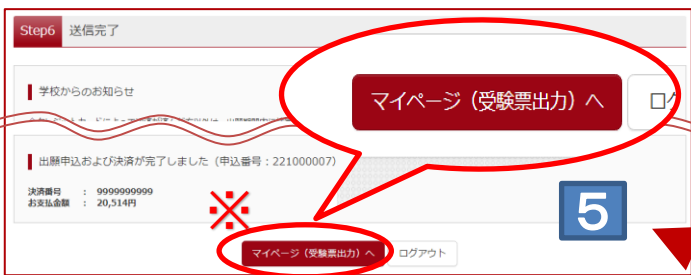 Step6 送信完了
学校からのお知らせ
マイページ（受験票出力）へ
ログ
出願申込および決済が完了しました（申込番号：221000007）
決済番号 ： 9999999999
お支払金額 ： 20,514円
※
5
マイページ（受験票出力）へ ログアウト